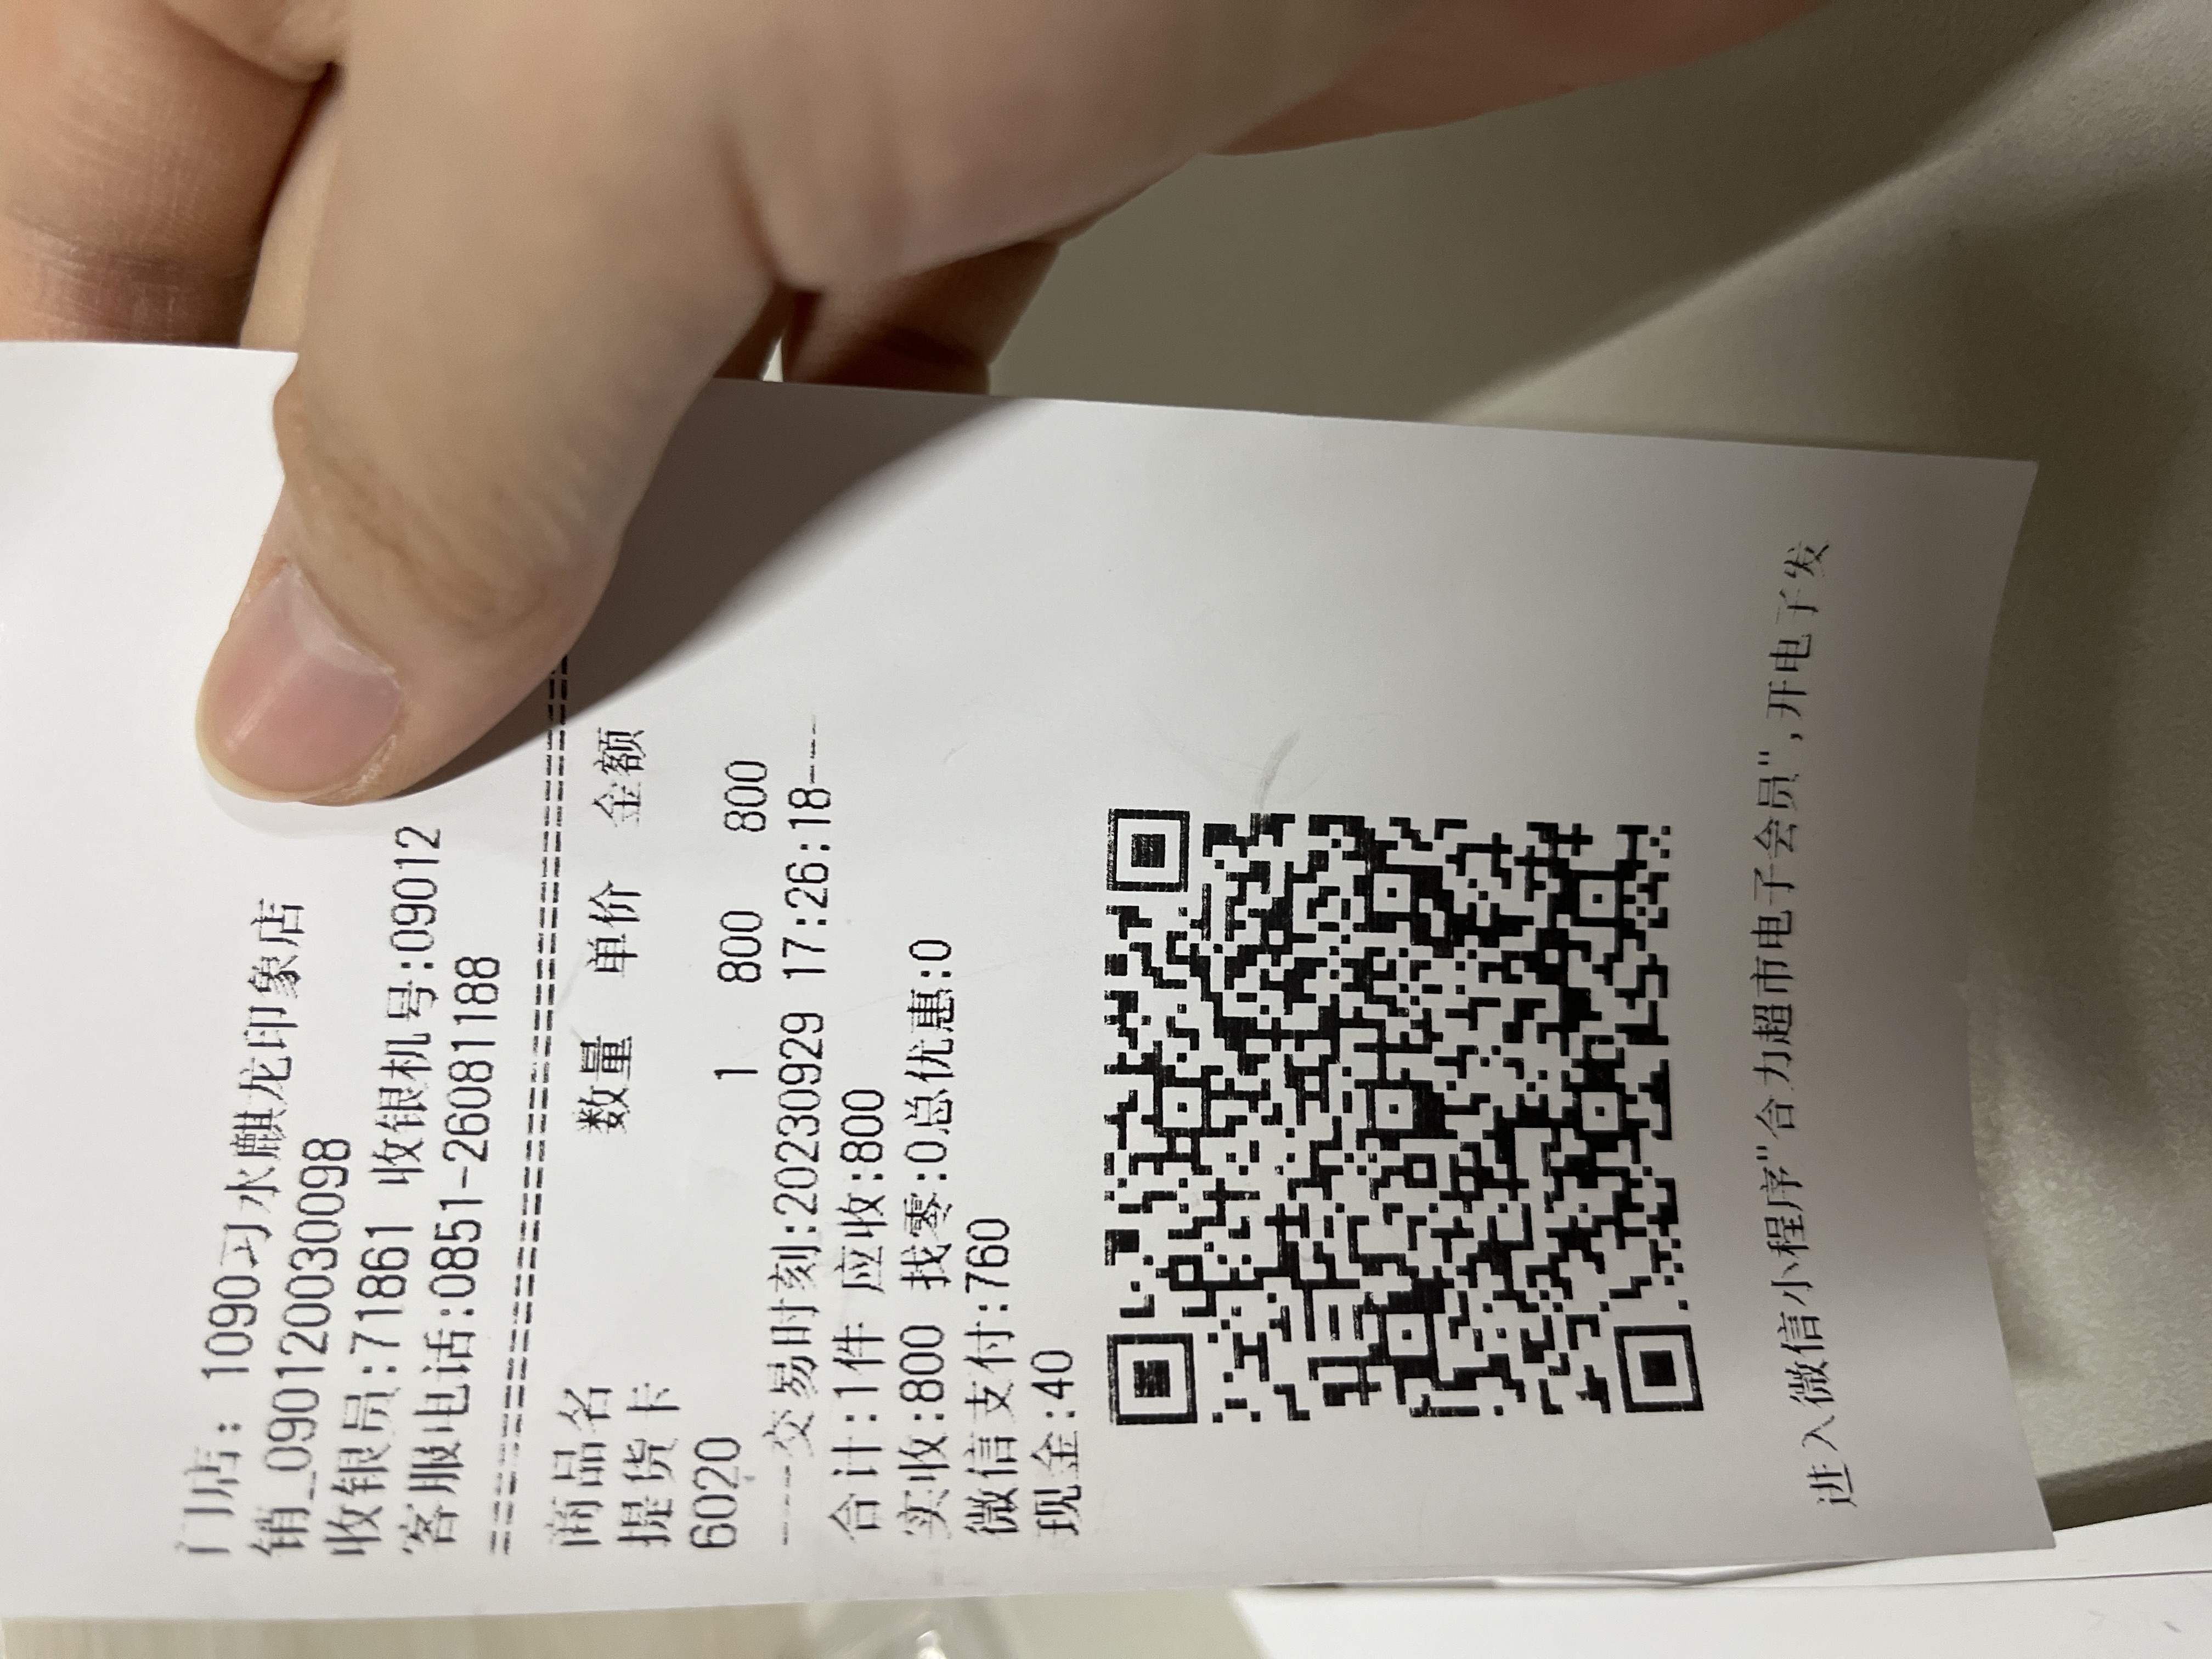 门店: 1090习水麒龙印象店
销_0901200300098
收银员:71861 收银机号:09012
客服电话:0851-26081188
商品名 数量 单价 金额
提货卡
6020 1 800 800
----交易时刻:20230929 17:26:18----
合计:1件 应收:800
实收:800 找零:0总优惠:0
微信支付:760
现金:40
进入微信小程序"合力超市电子会员",开电子发